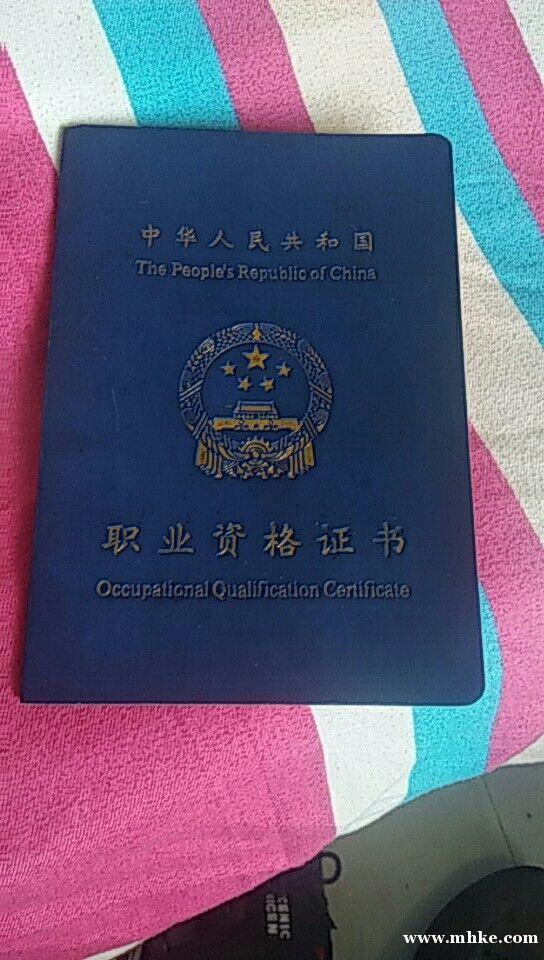 中华人民共和国
The People's Republic of China
职业资格证书
Occupational Qualification Certificate
www.mhke.com